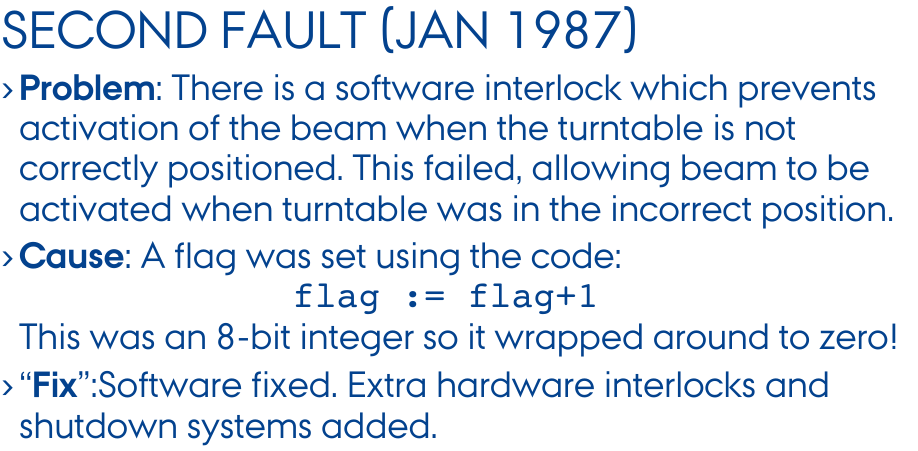 SECOND FAULT (JAN 1987)
› Problem: There is a software interlock which prevents
activation of the beam when the turntable is not
correctly positioned. This failed, allowing beam to be
activated when turntable was in the incorrect position.
› Cause: A flag was set using the code:
flag := flag+1
This was an 8-bit integer so it wrapped around to zero!
› “Fix”:Software fixed. Extra hardware interlocks and
shutdown systems added.